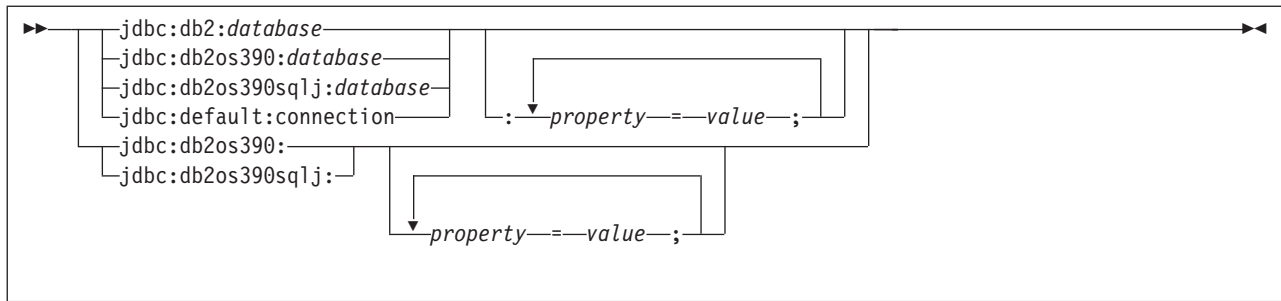 jdbc:db2:database
jdbc:db2os390:database
jdbc:db2os390sqlj:database
jdbc:default:connection
: property = value ;
jdbc:db2os390:
jdbc:db2os390sqlj:
property = value ;